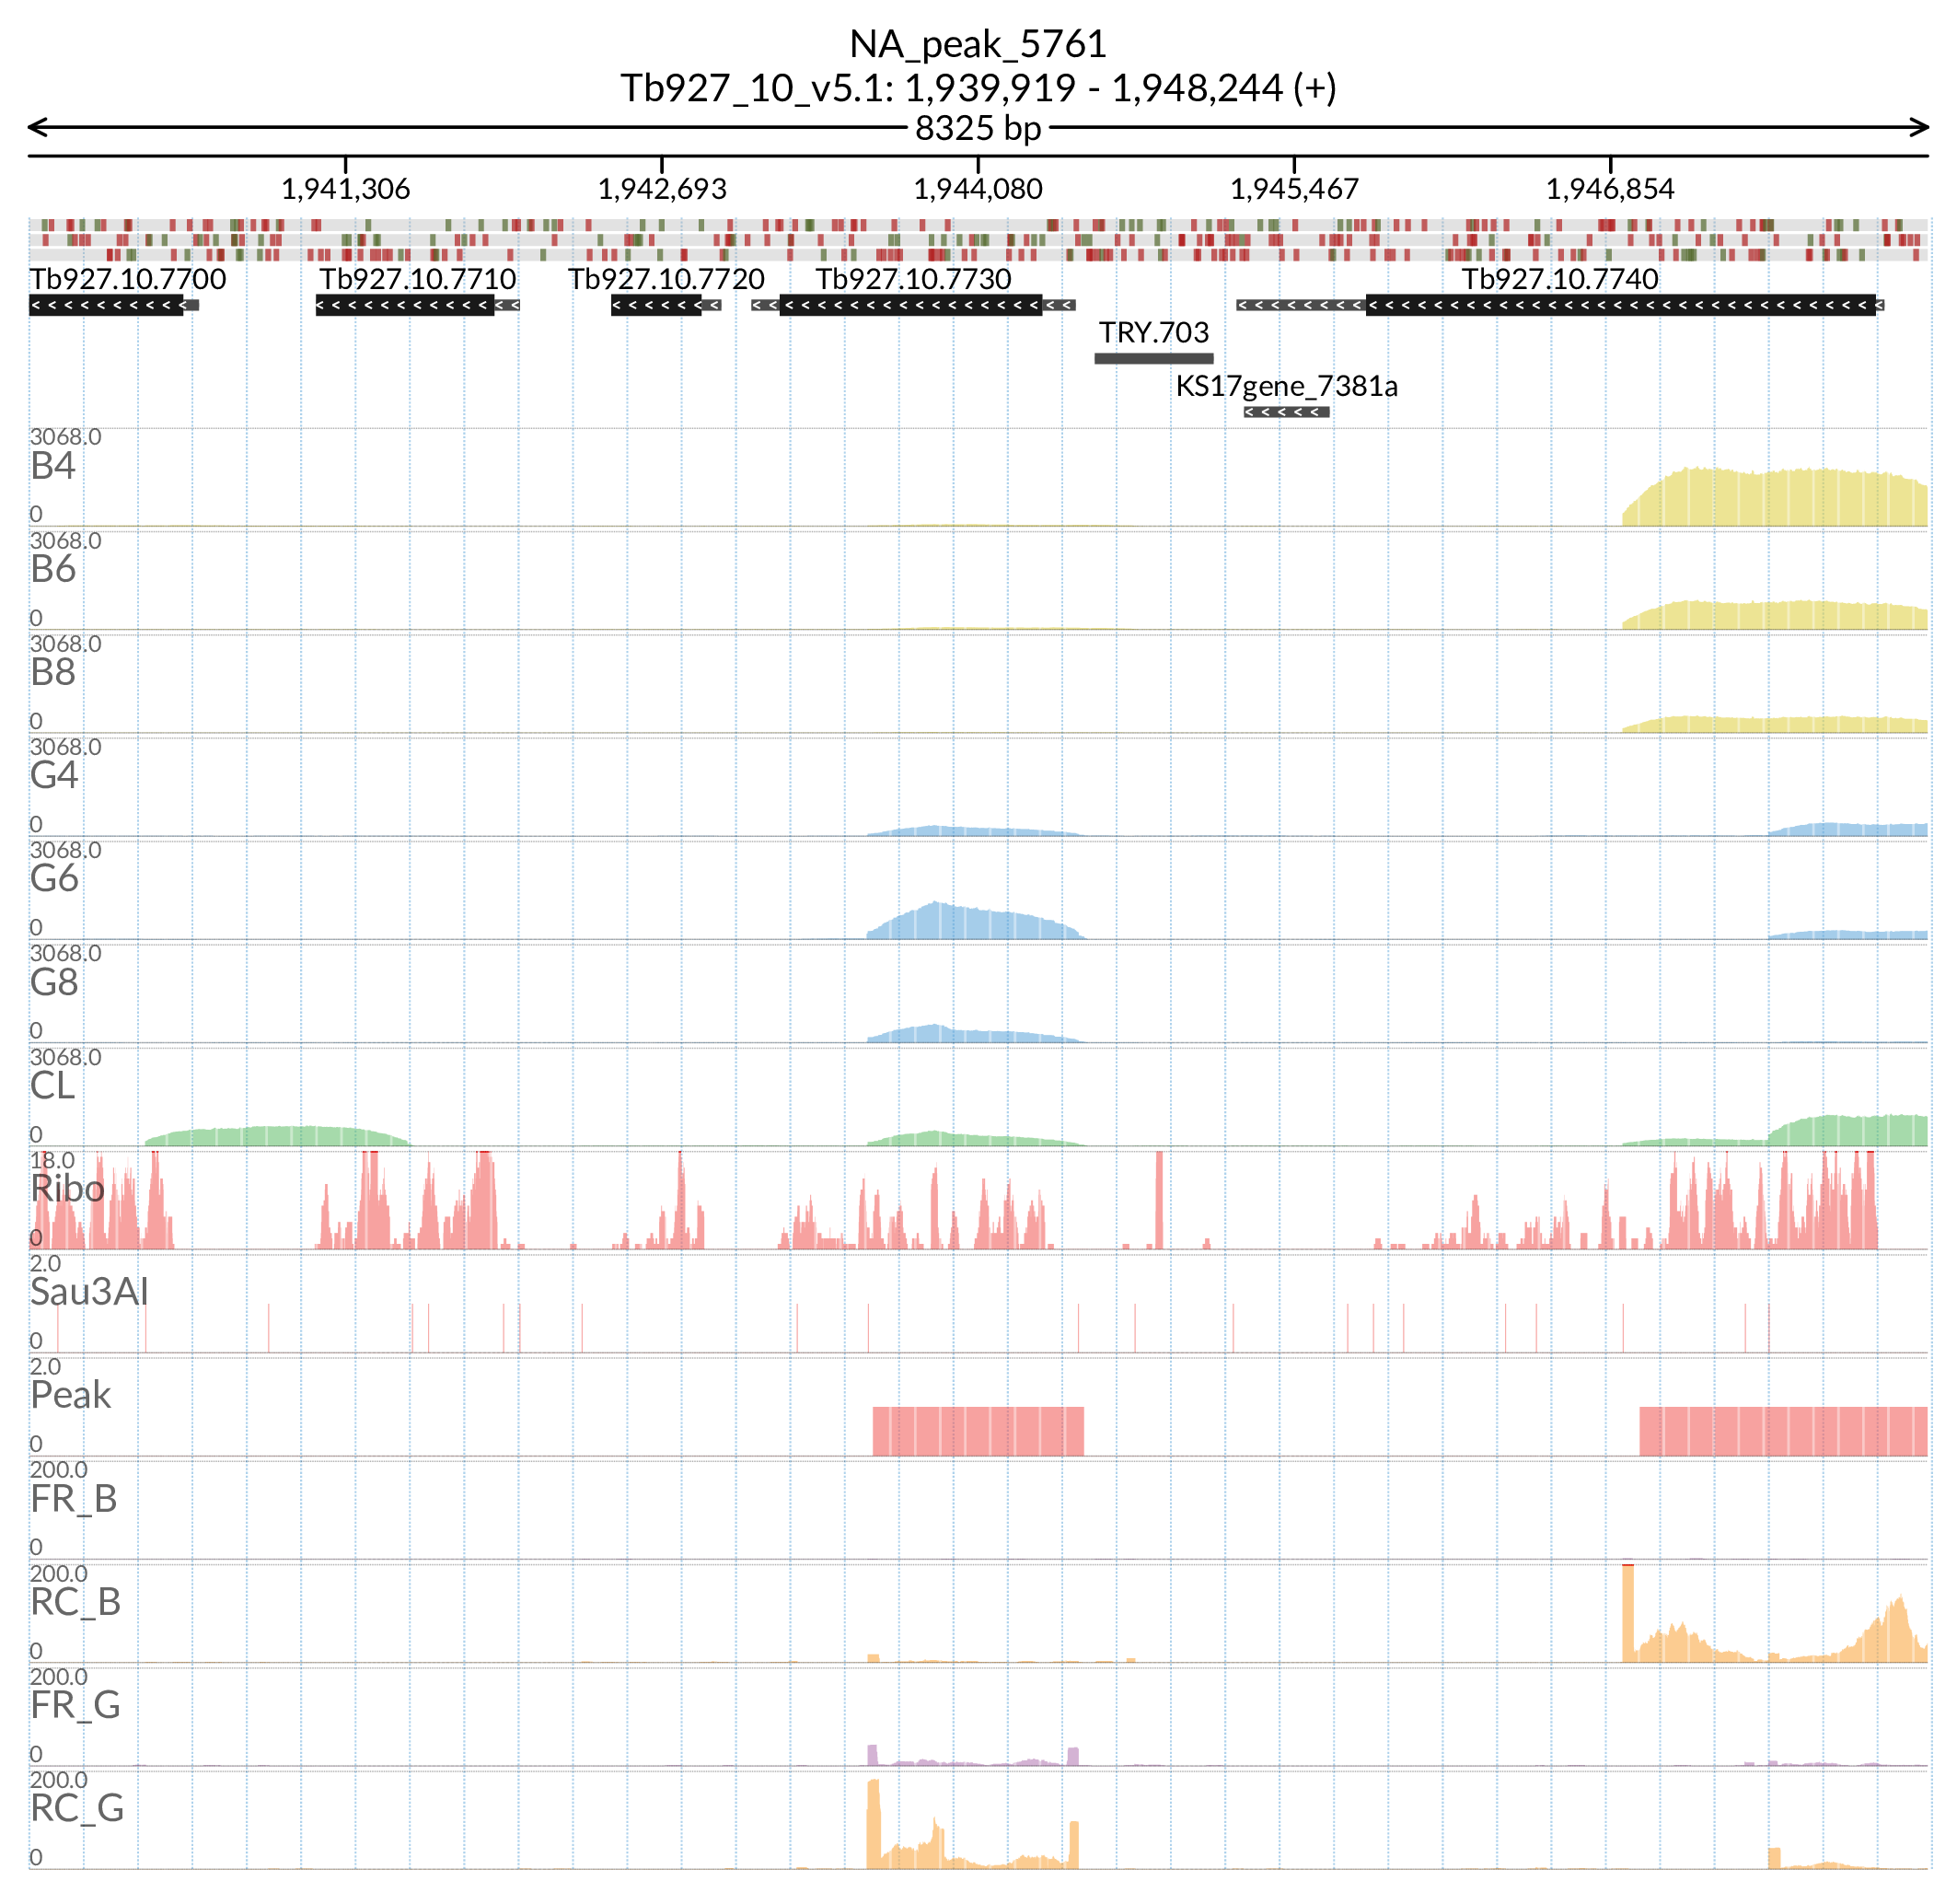 NA_peak_5761
Tb927_10_v5.1: 1,939,919 - 1,948,244 (+)
8325 bp
1,941,306 1,942,693 1,944,080 1,945,467 1,946,854
Tb927.10.7700 Tb927.10.7710 Tb927.10.7720 Tb927.10.7730 Tb927.10.7740
TRY.703
KS17gene_7381a
3068.0
B4
0
3068.0
B6
0
3068.0
B8
0
3068.0
G4
0
3068.0
G6
0
3068.0
G8
0
3068.0
CL
0
18.0
Ribo
0
2.0
Sau3AI
0
2.0
Peak
0
200.0
FR_B
0
200.0
RC_B
0
200.0
FR_G
0
200.0
RC_G
0